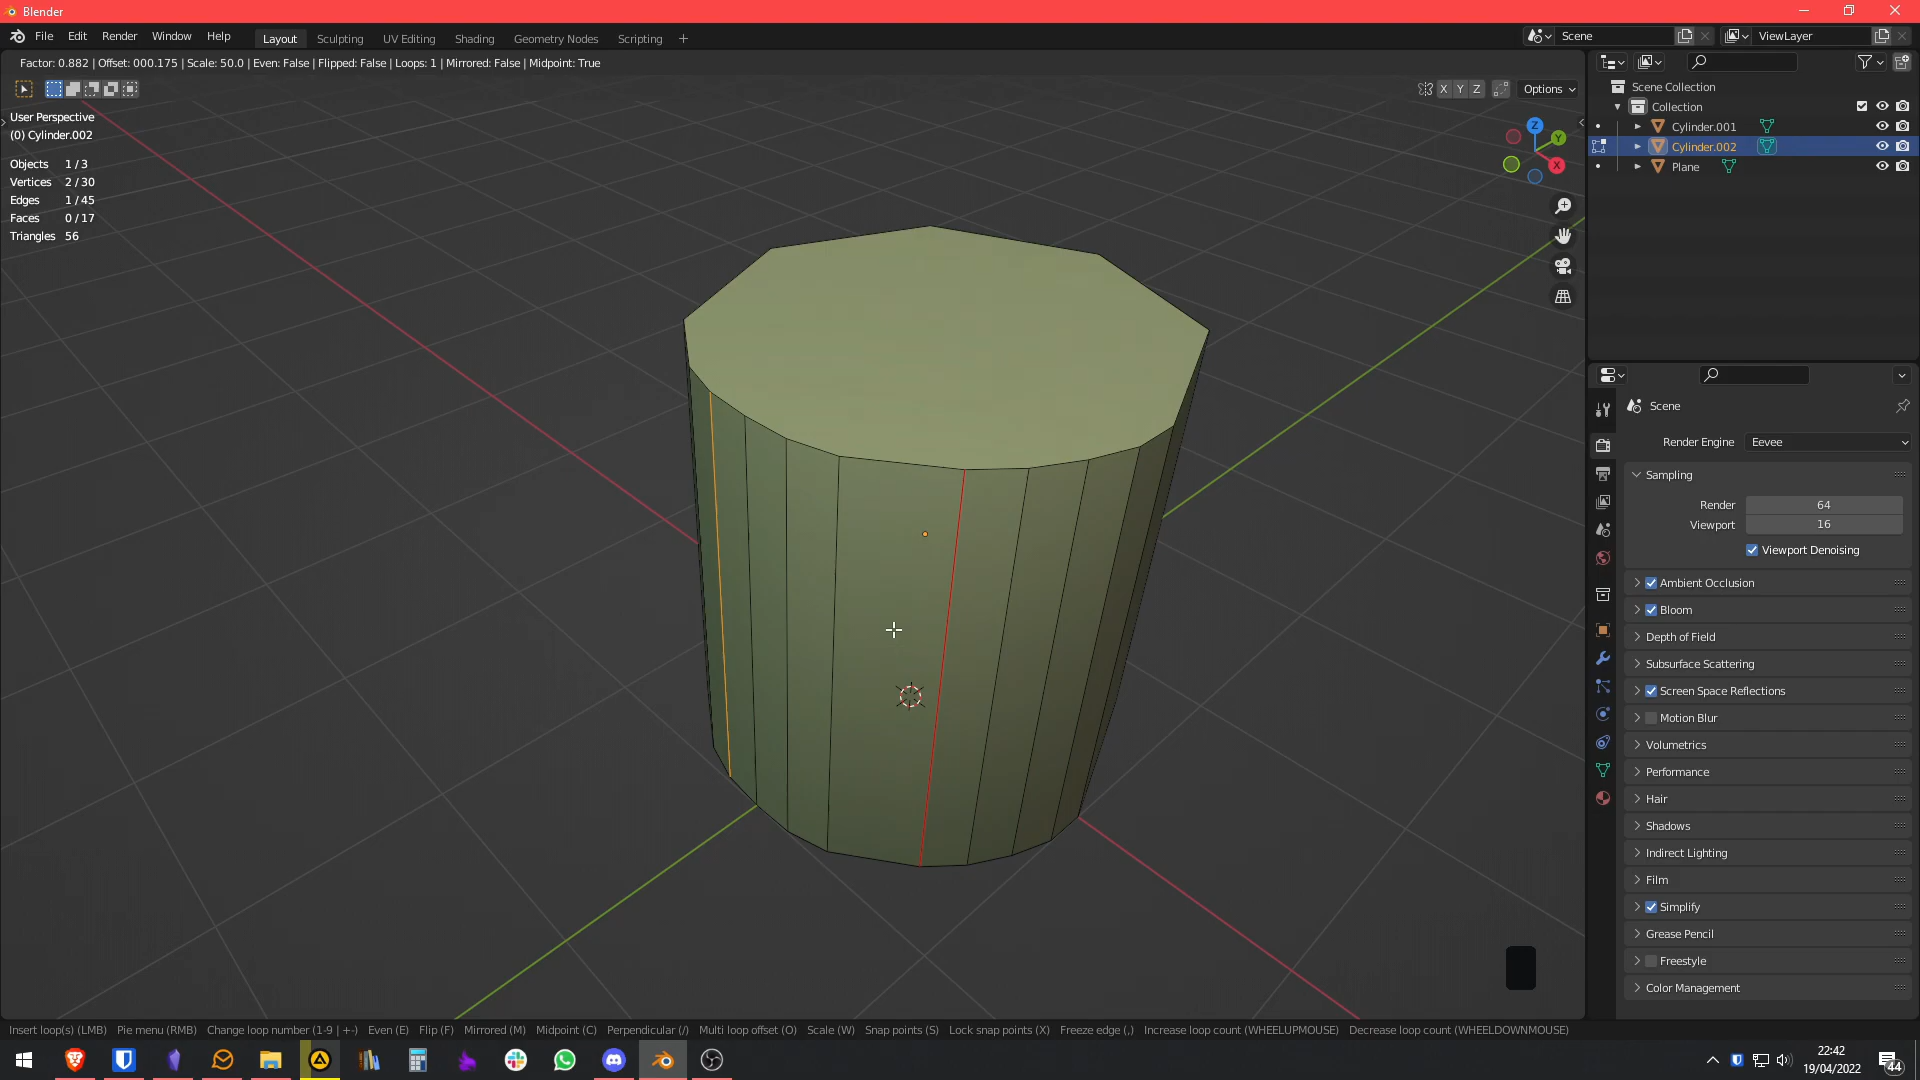 Blender
File Edit Render Window Help
Layout Sculpting UV Editing Shading Geometry Nodes Scripting +
Scene
ViewLayer
Factor: 0.882 | Offset: 000.175 | Scale: 50.0 | Even: False | Flipped: False | Loops: 1 | Mirrored: False | Midpoint: True
X Y Z
Options
User Perspective
(0) Cylinder.002
Objects 1 / 3
Vertices 2 / 30
Edges 1 / 45
Faces 0 / 17
Triangles 56
Z
Y
X
Scene Collection
Collection
Cylinder.001
Cylinder.002
Plane
Scene
Render Engine Eevee
Sampling
Render 64
Viewport 16
Viewport Denoising
Ambient Occlusion
Bloom
Depth of Field
Subsurface Scattering
Screen Space Reflections
Motion Blur
Volumetrics
Performance
Hair
Shadows
Indirect Lighting
Film
Simplify
Grease Pencil
Freestyle
Color Management
Insert loop(s) (LMB) Pie menu (RMB) Change loop number (1-9 | +-) Even (E) Flip (F) Mirrored (M) Midpoint (C) Perpendicular (/) Multi loop offset (O) Scale (W) Snap points (S) Lock snap points (X) Freeze edge (,) Increase loop count (WHEELUPMOUSE) Decrease loop count (WHEELDOWNMOUSE)
22:42
19/04/2022
44